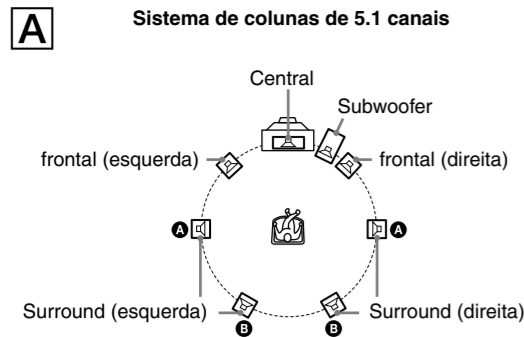 A
Sistema de colunas de 5.1 canais
Central
Subwoofer
frontal (esquerda)
frontal (direita)
A
A
Surround (esquerda)
Surround (direita)
B
B